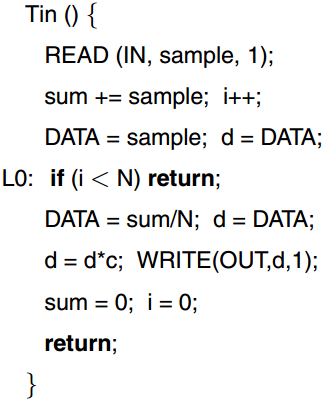 Tin () {
READ (IN, sample, 1);
sum += sample; i++;
DATA = sample; d = DATA;
L0: if (i < N) return;
DATA = sum/N; d = DATA;
d = d*c; WRITE(OUT,d,1);
sum = 0; i = 0;
return;
}